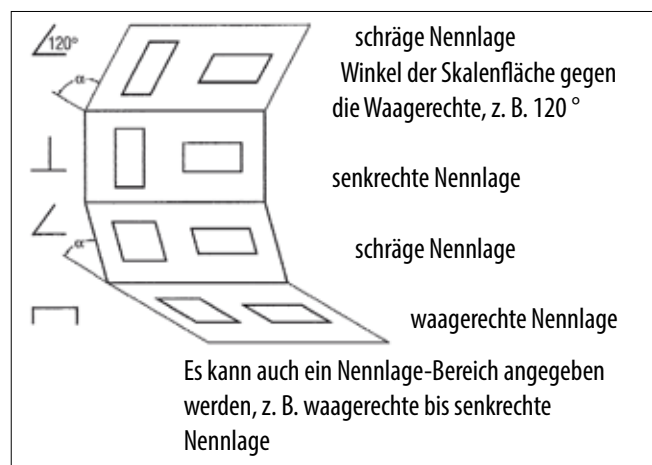 120°
schräge Nennlage
Winkel der Skalenfläche gegen
die Waagerechte, z. B. 120 °
α
senkrechte Nennlage
α
schräge Nennlage
waagerechte Nennlage
Es kann auch ein Nennlage-Bereich angegeben
werden, z. B. waagerechte bis senkrechte
Nennlage